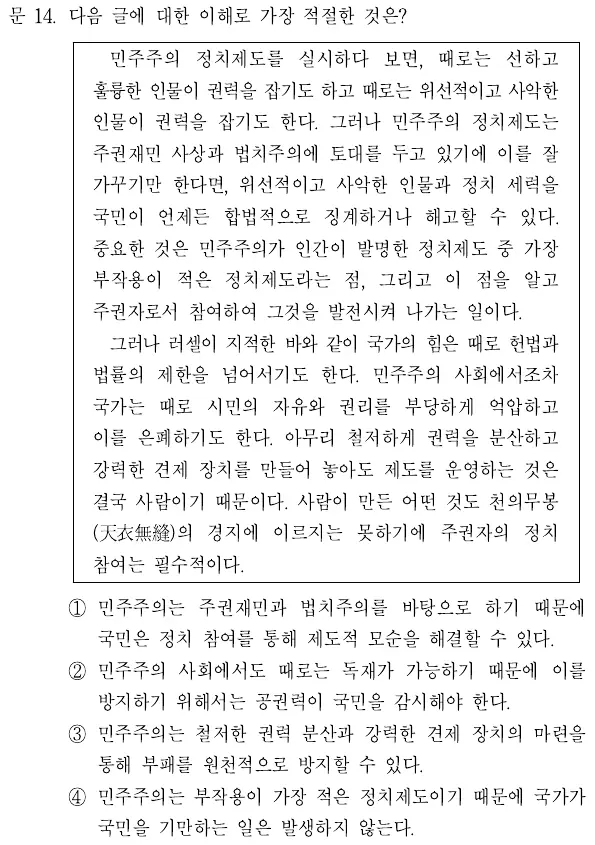 문 14. 다음 글에 대한 이해로 가장 적절한 것은?
민주주의 정치제도를 실시하다 보면, 때로는 선하고
훌륭한 인물이 권력을 잡기도 하고 때로는 위선적이고 사악한
인물이 권력을 잡기도 한다. 그러나 민주주의 정치제도는
주권재민 사상과 법치주의에 토대를 두고 있기에 이를 잘
가꾸기만 한다면, 위선적이고 사악한 인물과 정치 세력을
국민이 언제든 합법적으로 징계하거나 해고할 수 있다.
중요한 것은 민주주의가 인간이 발명한 정치제도 중 가장
부작용이 적은 정치제도라는 점, 그리고 이 점을 알고
주권자로서 참여하여 그것을 발전시켜 나가는 일이다.
그러나 러셀이 지적한 바와 같이 국가의 힘은 때로 헌법과
법률의 제한을 넘어서기도 한다. 민주주의 사회에서조차
국가는 때로 시민의 자유와 권리를 부당하게 억압하고
이를 은폐하기도 한다. 아무리 철저하게 권력을 분산하고
강력한 견제 장치를 만들어 놓아도 제도를 운영하는 것은
결국 사람이기 때문이다. 사람이 만든 어떤 것도 천의무봉
(天衣無縫)의 경지에 이르지는 못하기에 주권자의 정치
참여는 필수적이다.
① 민주주의는 주권재민과 법치주의를 바탕으로 하기 때문에
국민은 정치 참여를 통해 제도적 모순을 해결할 수 있다.
② 민주주의 사회에서도 때로는 독재가 가능하기 때문에 이를
방지하기 위해서는 공권력이 국민을 감시해야 한다.
③ 민주주의는 철저한 권력 분산과 강력한 견제 장치의 마련을
통해 부패를 원천적으로 방지할 수 있다.
④ 민주주의는 부작용이 가장 적은 정치제도이기 때문에 국가가
국민을 기만하는 일은 발생하지 않는다.